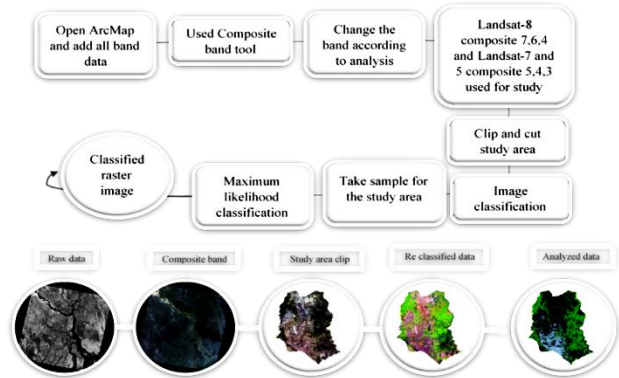 Open ArcMap
and add all band
data
Used Composite
band tool
Change the
band according
to analysis
Landsat-8
composite 7,6,4
and Landsat-7 and
5 composite 5,4,3
used for study
Clip and cut
study area
Image
classification
Take sample for
the study area
Maximum
likelihood
classification
Classified
raster
image
Raw data
Composite band
Study area clip
Re classified data
Analyzed data